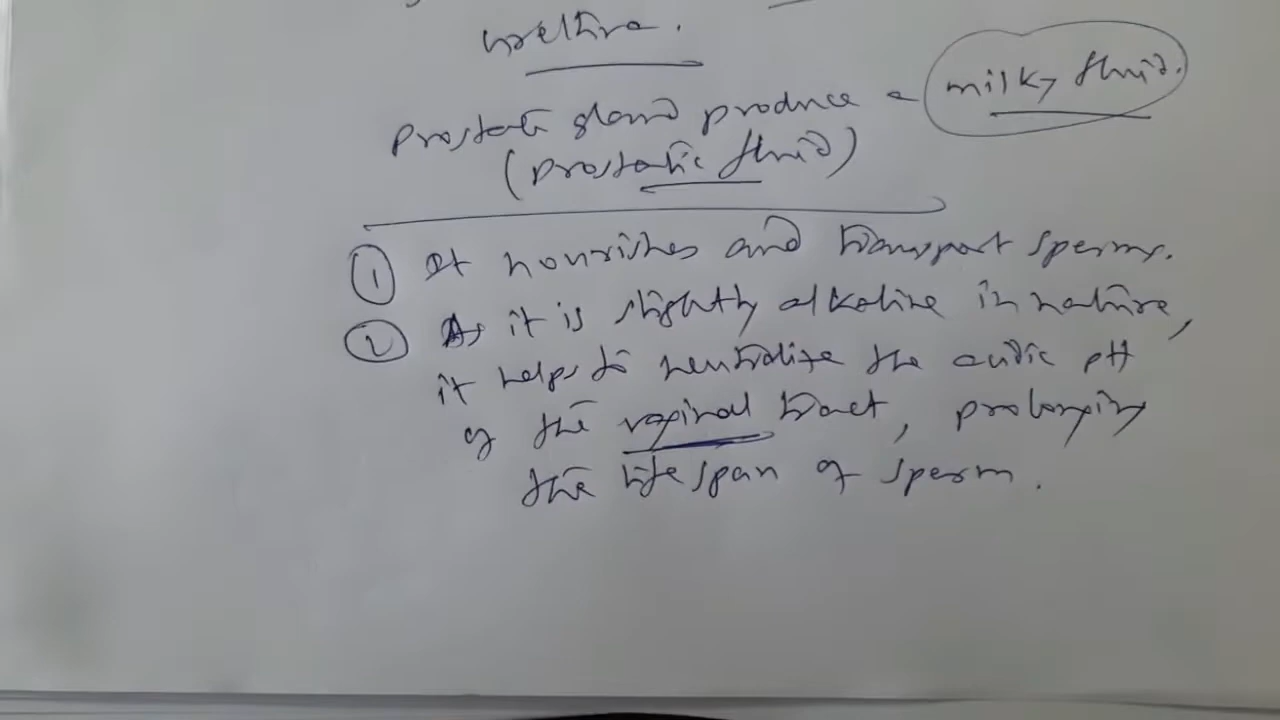 urethra.
Prostate gland produce a milky fluid.
(prostatic fluid)
1 It nourishes and transport sperms.
2 As it is slightly alkaline in nature,
it helps to neutralize the acidic pH
of the vaginal tract, prolonging
the life span of sperm.